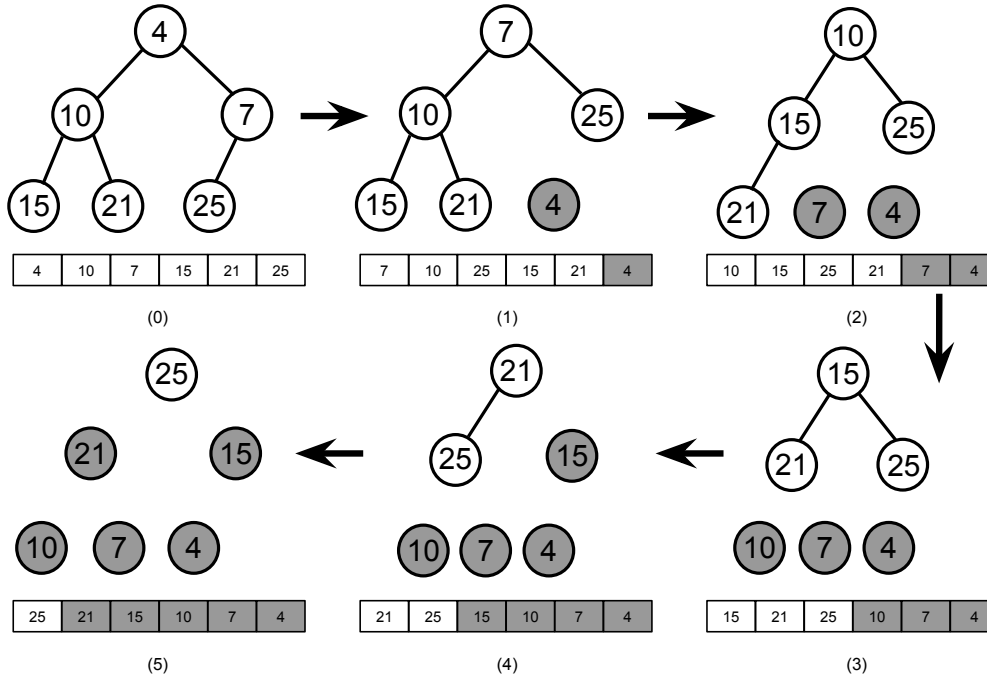 4 7 10
10 7 10 25 15 25
15 21 25 15 21 4 21 7 4
4 10 7 15 21 25 7 10 25 15 21 4 10 15 25 21 7 4
(0) (1) (2)
25 21 15
21 15 25 15 21 25
10 7 4 10 7 4 10 7 4
25 21 15 10 7 4 21 25 15 10 7 4 15 21 25 10 7 4
(5) (4) (3)